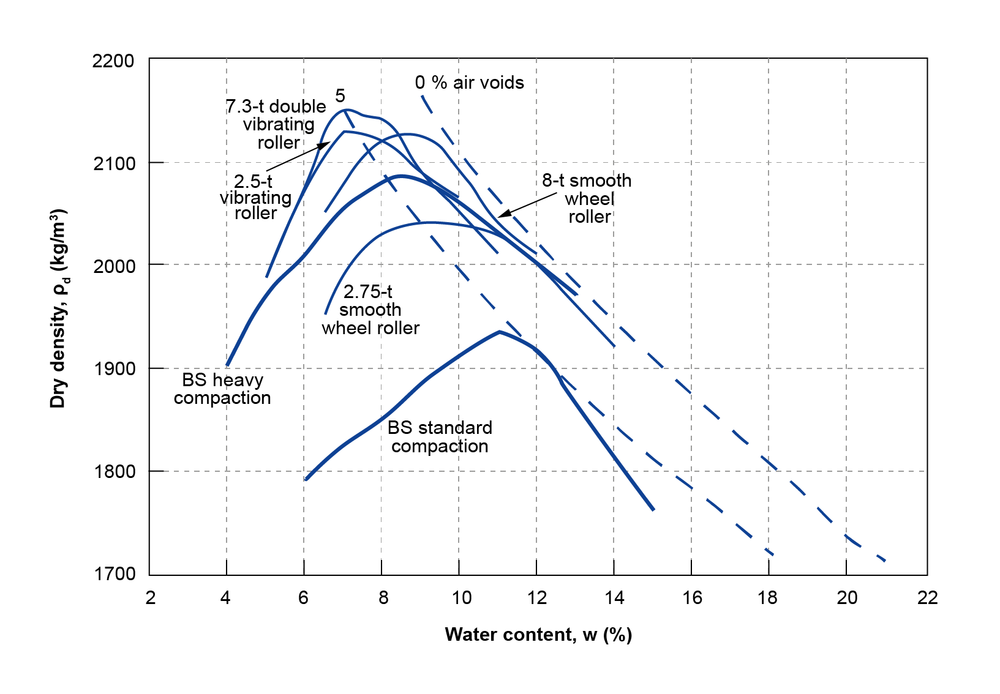 2200
2100
2000
1900
1800
1700
Dry density, ρd (kg/m³)
0 % air voids
5
7.3-t double
vibrating
roller
2.5-t
vibrating
roller
8-t smooth
wheel
roller
2.75-t
smooth
wheel roller
BS heavy
compaction
BS standard
compaction
2 4 6 8 10 12 14 16 18 20 22
Water content, w (%)